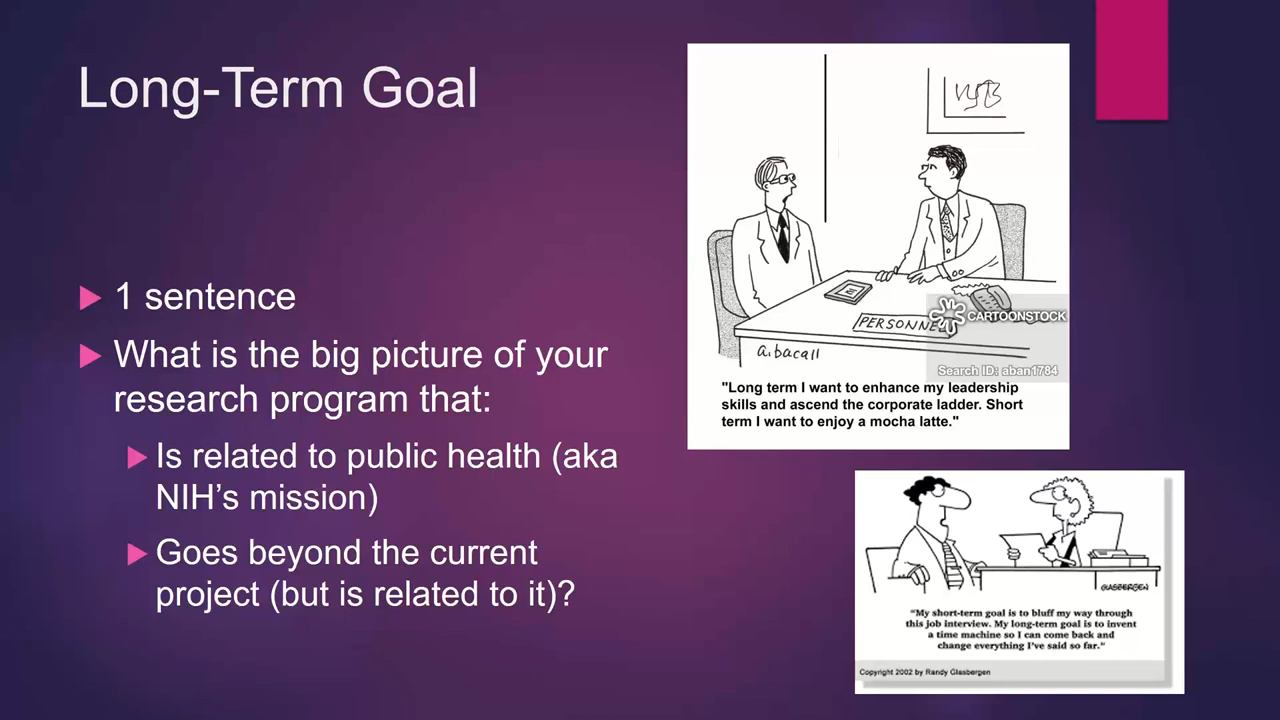 Long-Term Goal
1 sentence
What is the big picture of your
research program that:
Is related to public health (aka
NIH's mission)
Goes beyond the current
project (but is related to it)?
PERSONNEL
CARTOONSTOCK
a.bacall
Search ID: aban1784
"Long term I want to enhance my leadership
skills and ascend the corporate ladder. Short
term I want to enjoy a mocha latte."
GLASBERGEN
"My short-term goal is to bluff my way through
this job interview. My long-term goal is to invent
a time machine so I can come back and
change everything I've said so far."
Copyright 2002 by Randy Glasbergen